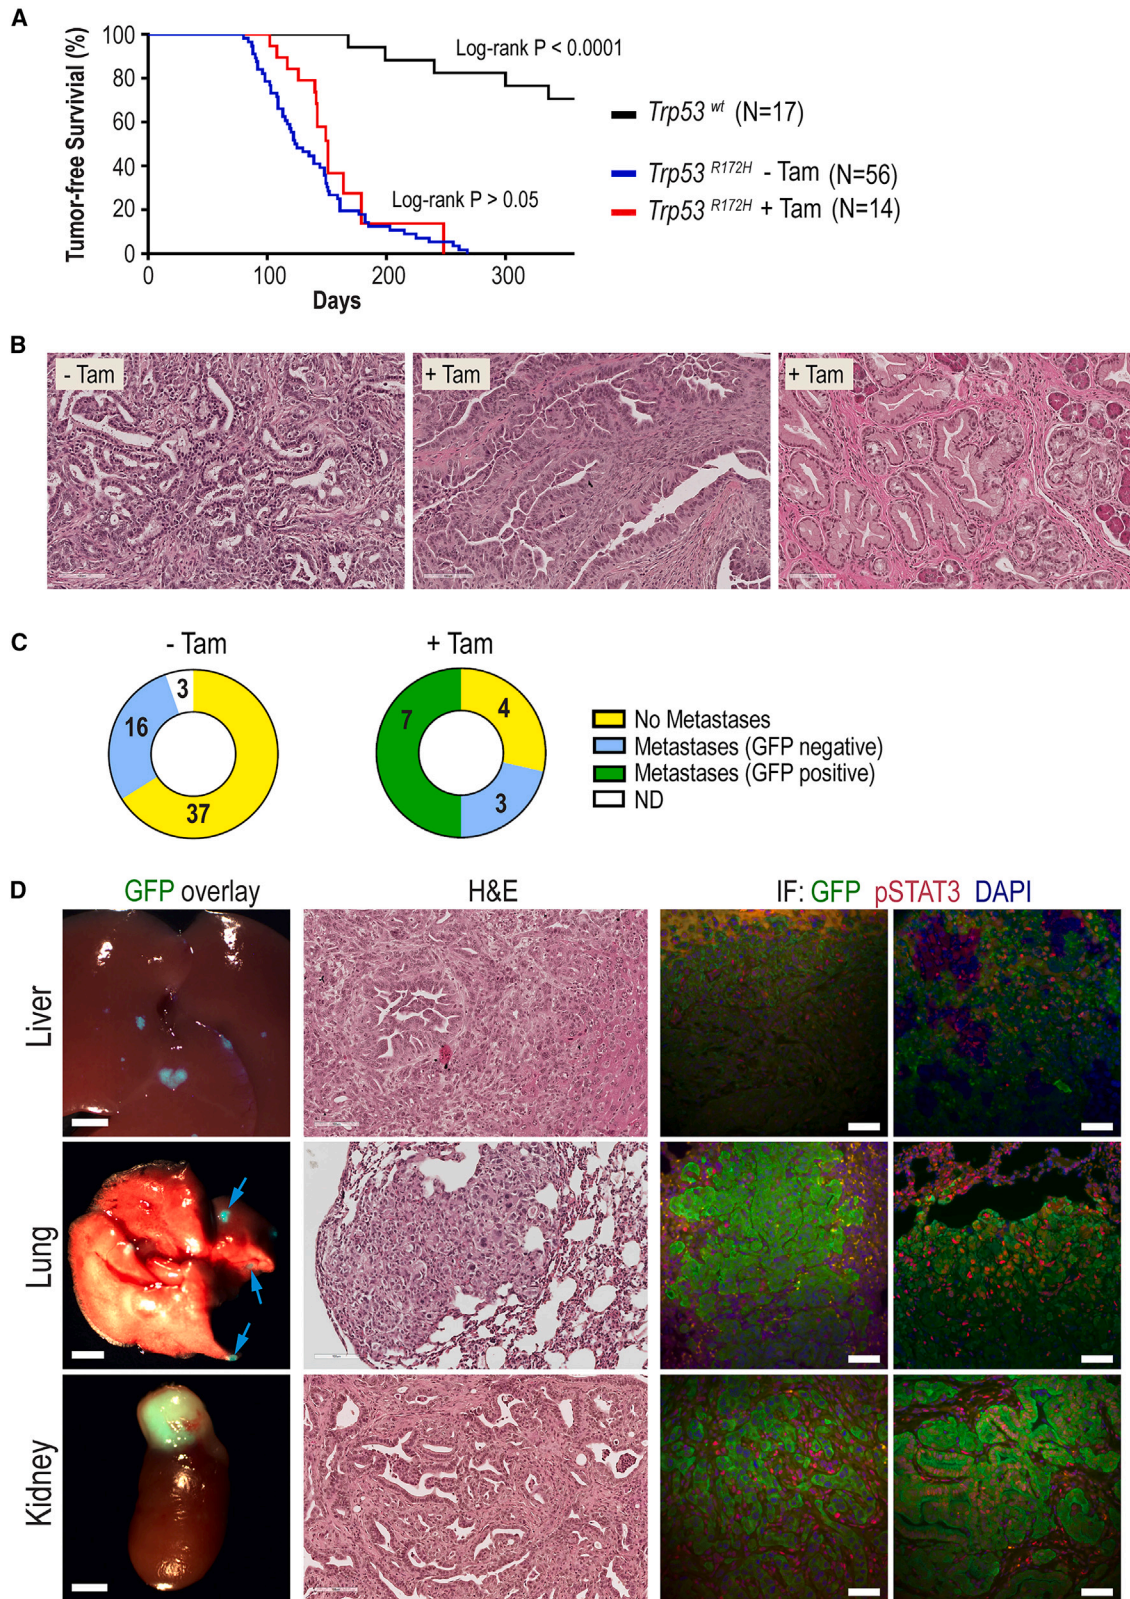 A
Tumor-free Survivial (%)
100
80
60
40
20
0
0 100 200 300
Days
Log-rank P < 0.0001
Log-rank P > 0.05
Trp53 wt (N=17)
Trp53 R172H - Tam (N=56)
Trp53 R172H + Tam (N=14)
B
- Tam
+ Tam
+ Tam
C
- Tam
3
16
37
+ Tam
7
4
3
No Metastases
Metastases (GFP negative)
Metastases (GFP positive)
ND
D
GFP overlay
H&E
IF: GFP pSTAT3 DAPI
Liver
Lung
Kidney